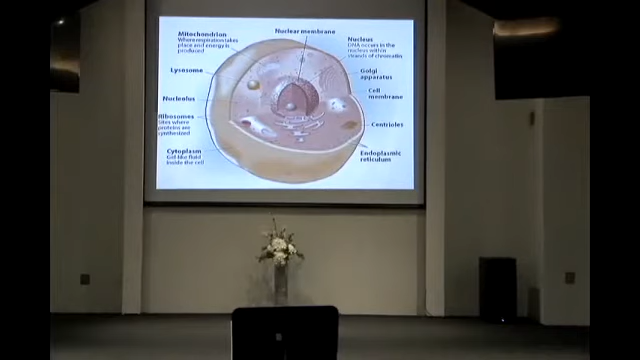 Mitochondrion
Where respiration takes
place and energy is
produced
Lysosome
Nucleolus
Ribosomes
Sites where
proteins are
synthesized
Cytoplasm
Gel-like fluid
inside the cell
Nuclear membrane
Nucleus
DNA occurs in the
nucleus within
strands of chromatin
Golgi
apparatus
Cell
membrane
Centrioles
Endoplasmic
reticulum